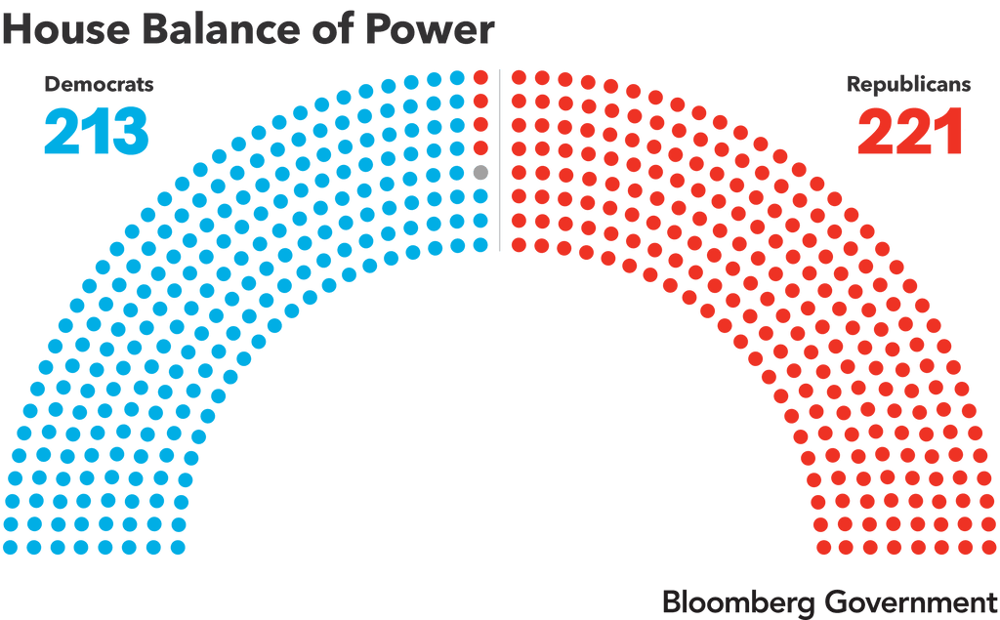 House Balance of Power
Democrats
213
Republicans
221
Bloomberg Government